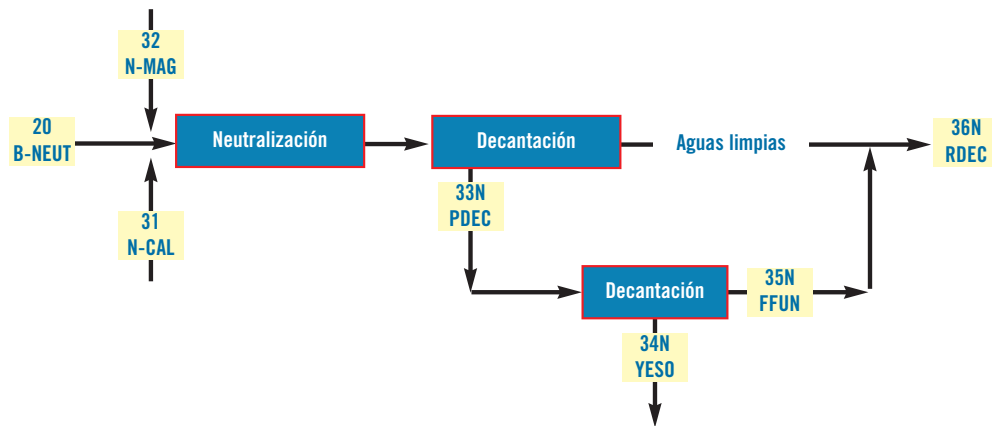 32
N-MAG
20
B-NEUT
Neutralización
Decantación
Aguas limpias
36N
RDEC
33N
PDEC
31
N-CAL
Decantación
35N
FFUN
34N
YESO